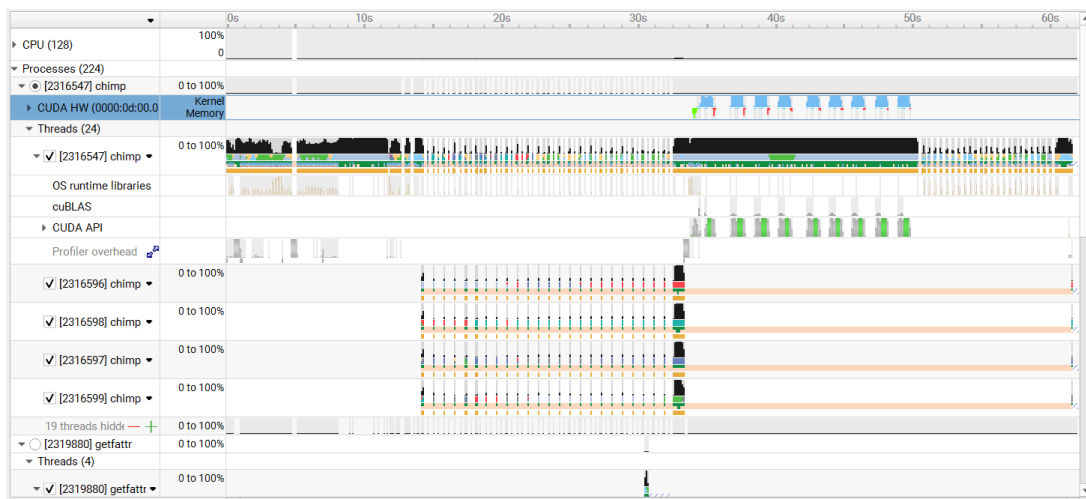 0s 10s 20s 30s 40s 50s 60s
CPU (128) 100%
0
Processes (224)
[2316547] chimp 0 to 100%
CUDA HW (0000:0d:00.0 Kernel
Memory
Threads (24)
[2316547] chimp 0 to 100%
OS runtime libraries
cuBLAS
CUDA API
Profiler overhead
[2316596] chimp 0 to 100%
[2316598] chimp 0 to 100%
[2316597] chimp 0 to 100%
[2316599] chimp 0 to 100%
19 threads hidde 0 to 100%
[2319880] getfattr 0 to 100%
Threads (4)
[2319880] getfattr 0 to 100%